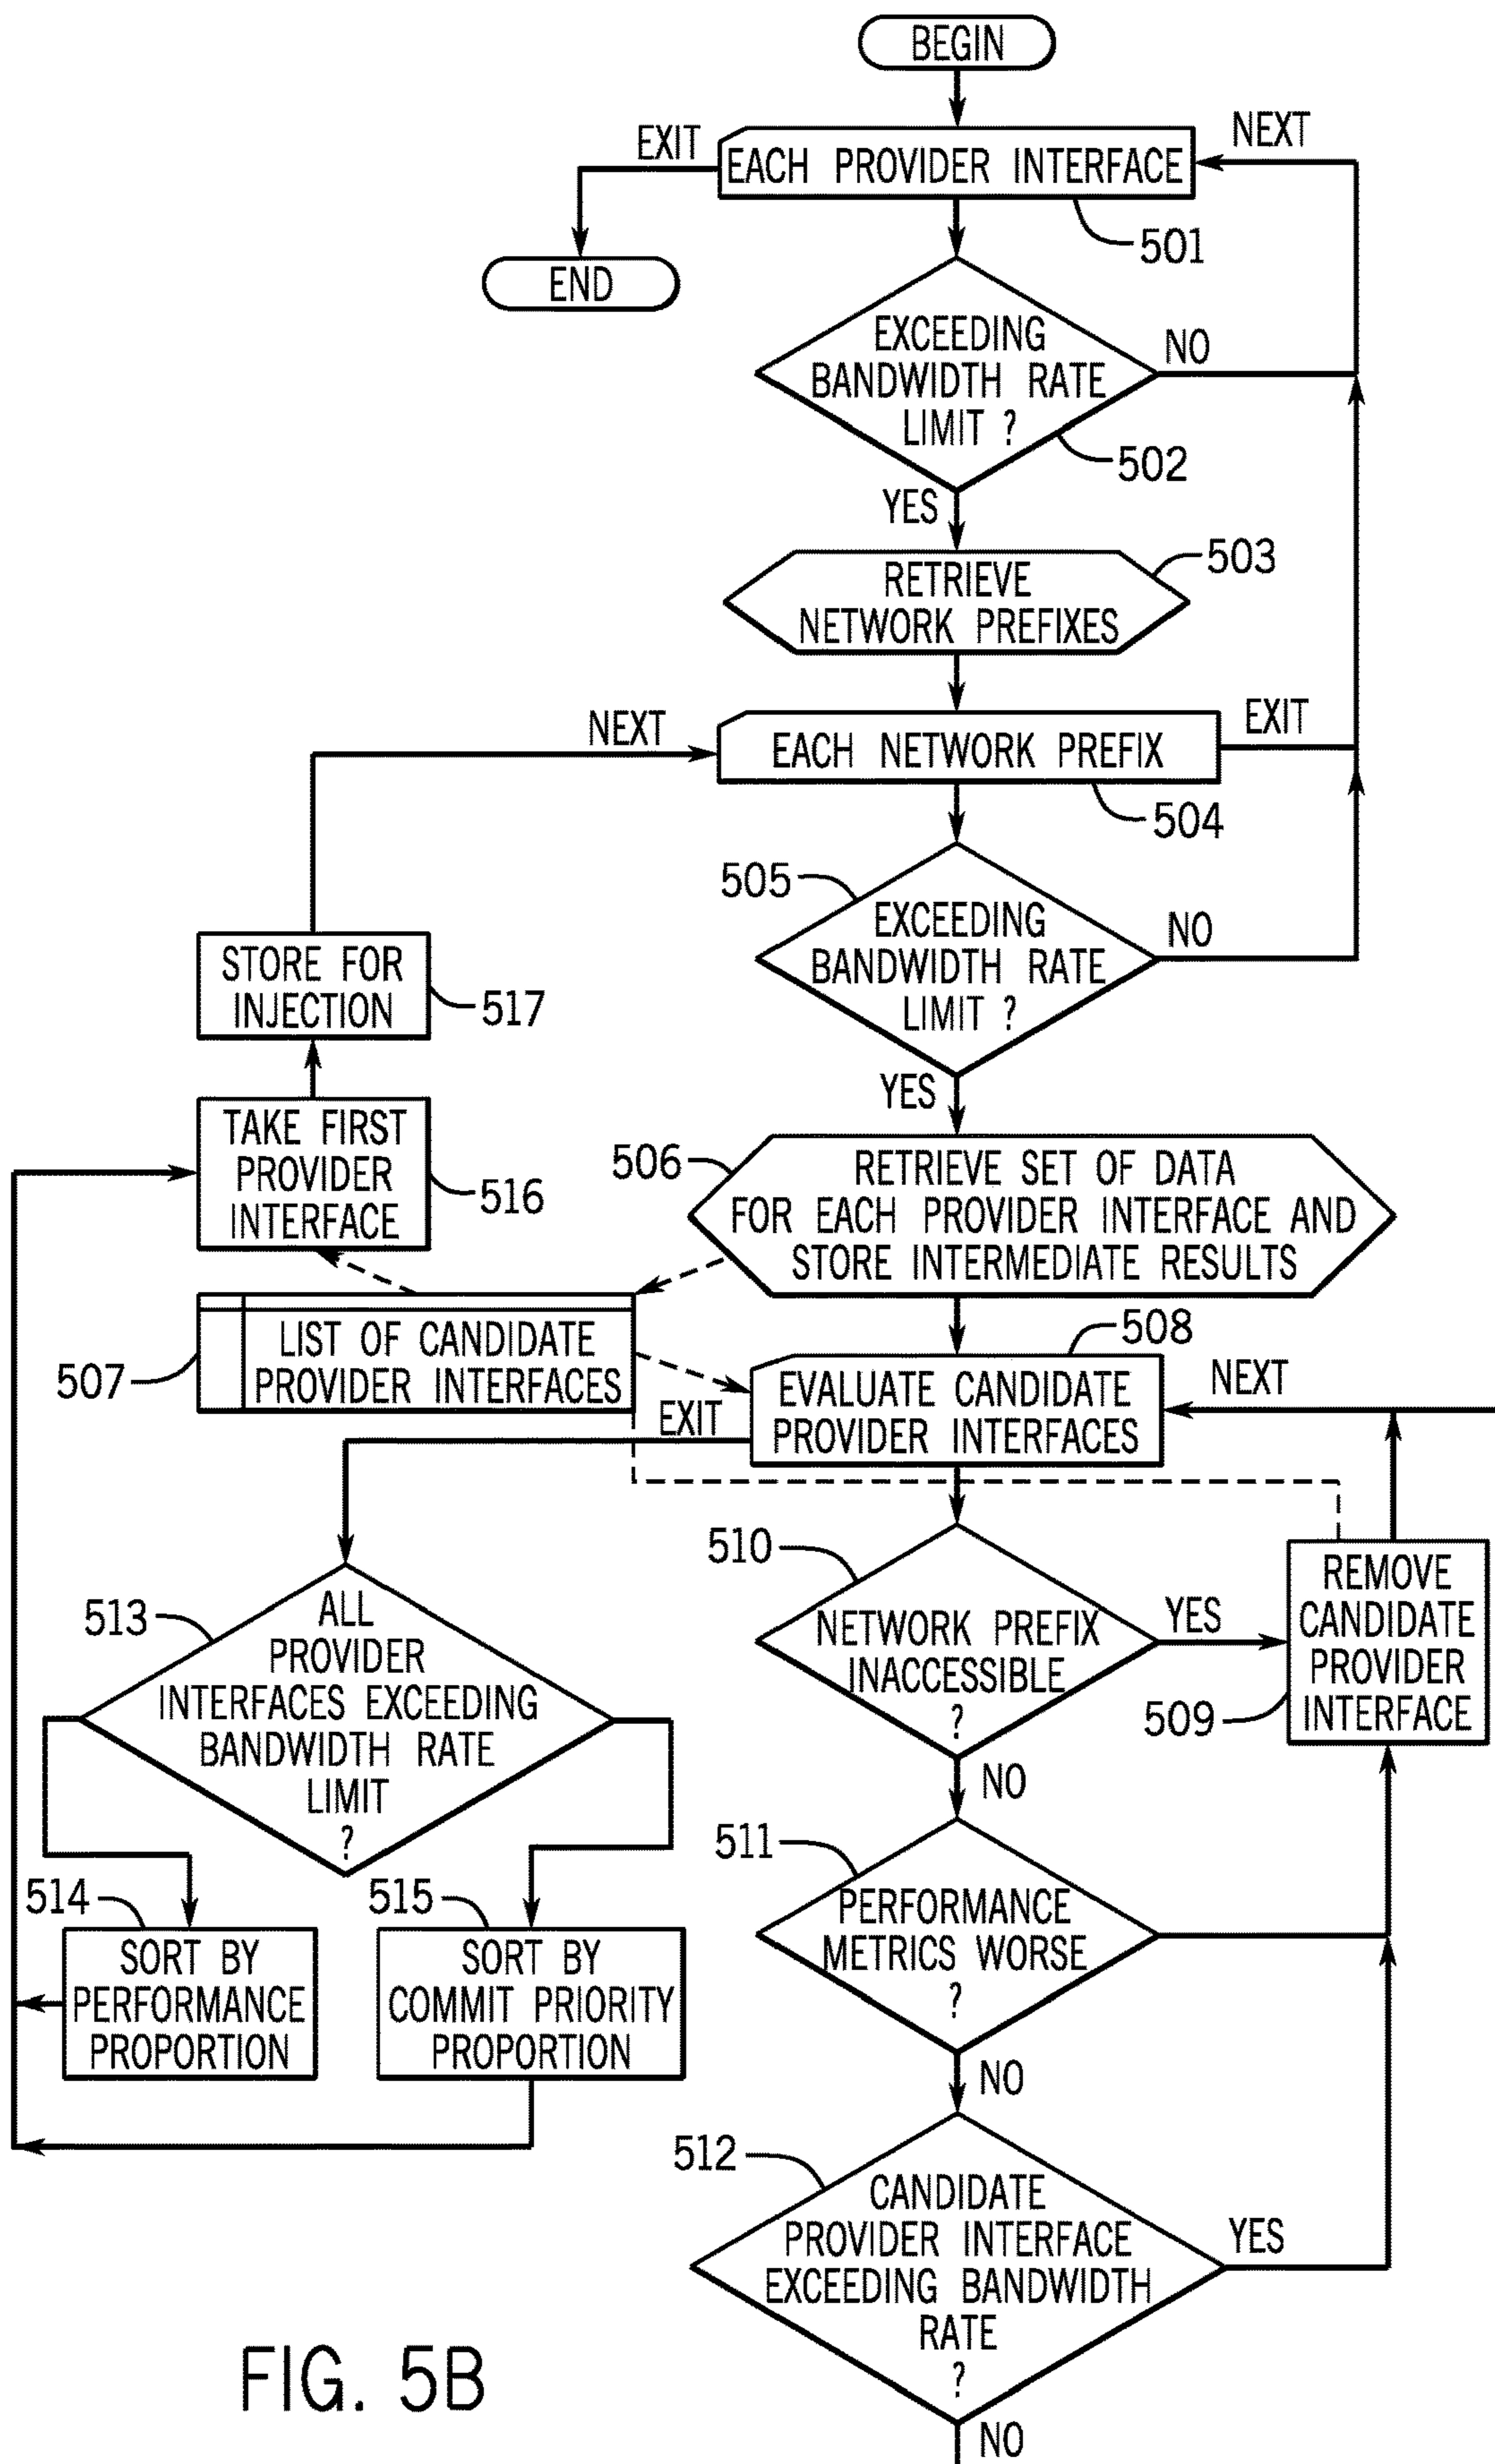 BEGIN
EXIT
NEXT
EACH PROVIDER INTERFACE
501
END
EXCEEDING
BANDWIDTH RATE
LIMIT ?
NO
502
YES
503
RETRIEVE
NETWORK PREFIXES
NEXT
EXIT
EACH NETWORK PREFIX
504
505
EXCEEDING
BANDWIDTH RATE
LIMIT ?
NO
STORE FOR
INJECTION
517
YES
TAKE FIRST
PROVIDER
INTERFACE
516
506
RETRIEVE SET OF DATA
FOR EACH PROVIDER INTERFACE AND
STORE INTERMEDIATE RESULTS
LIST OF CANDIDATE
PROVIDER INTERFACES
507
508
EVALUATE CANDIDATE
PROVIDER INTERFACES
NEXT
EXIT
510
NETWORK PREFIX
INACCESSIBLE
?
YES
REMOVE
CANDIDATE
PROVIDER
INTERFACE
509
513
ALL
PROVIDER
INTERFACES EXCEEDING
BANDWIDTH RATE
LIMIT
?
NO
511
PERFORMANCE
METRICS WORSE
?
514
SORT BY
PERFORMANCE
PROPORTION
515
SORT BY
COMMIT PRIORITY
PROPORTION
NO
512
CANDIDATE
PROVIDER INTERFACE
EXCEEDING BANDWIDTH
RATE
?
YES
NO
FIG. 5B